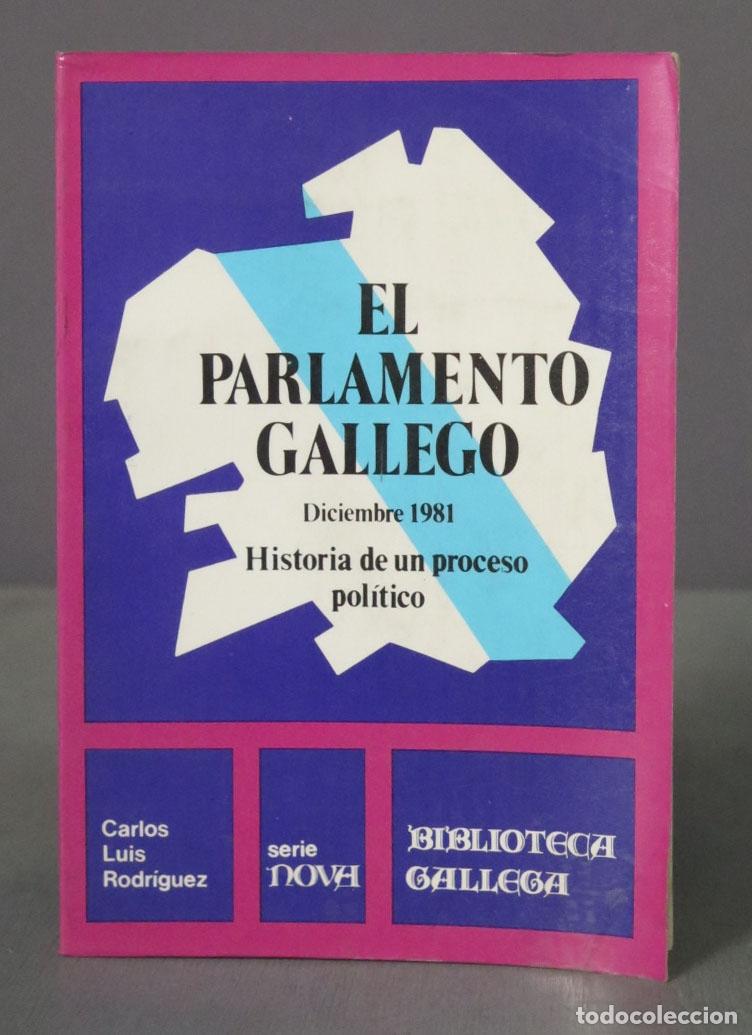 EL
PARLAMENTO
GALLEGO
Diciembre 1981
Historia de un proceso
político
Carlos
Luis
Rodríguez
serie
NOVA
BIBLIOTECA
GALLEGA
todocoleccion